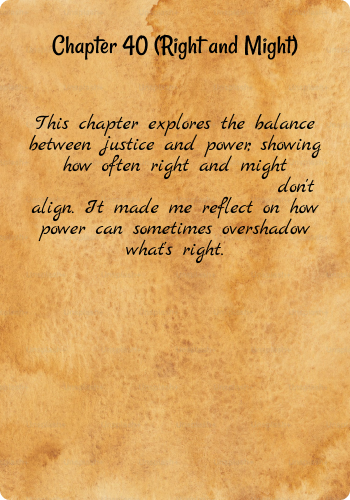 Chapter 40 (Right and Might)
This chapter explores the balance
between justice and power, showing
how often right and might
don't
align. It made me reflect on how
power can sometimes overshadow
what's right.